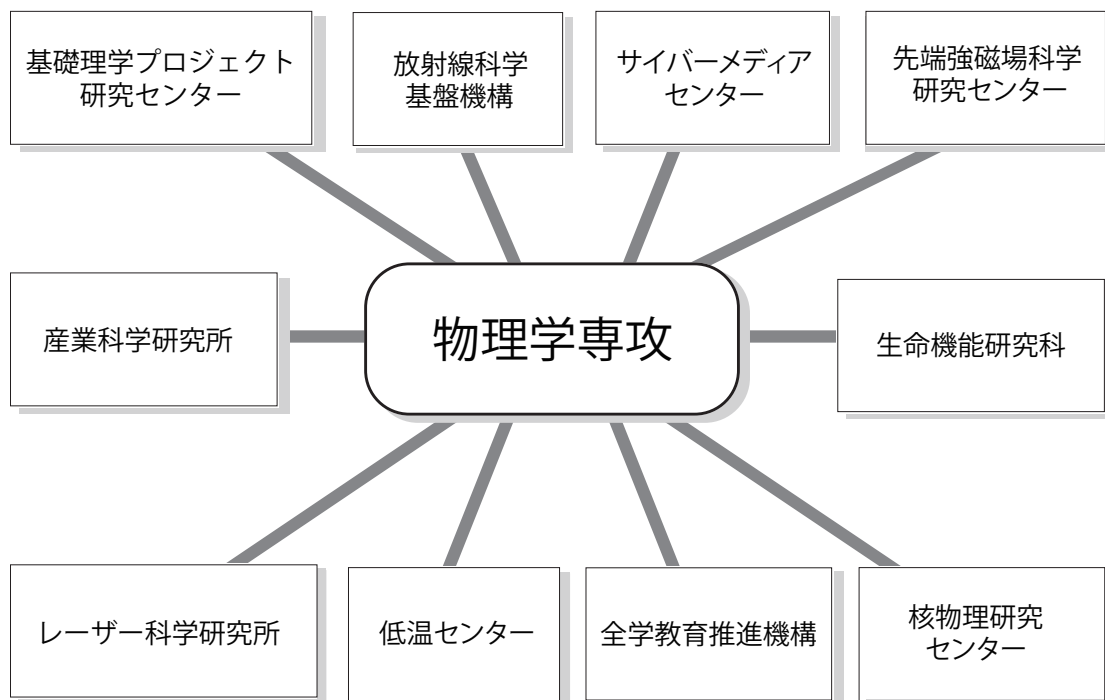 基礎理学プロジェクト
研究センター
放射線科学
基盤機構
サイバーメディア
センター
先端強磁場科学
研究センター
産業科学研究所
物理学専攻
生命機能研究科
レーザー科学研究所
低温センター
全学教育推進機構
核物理研究
センター